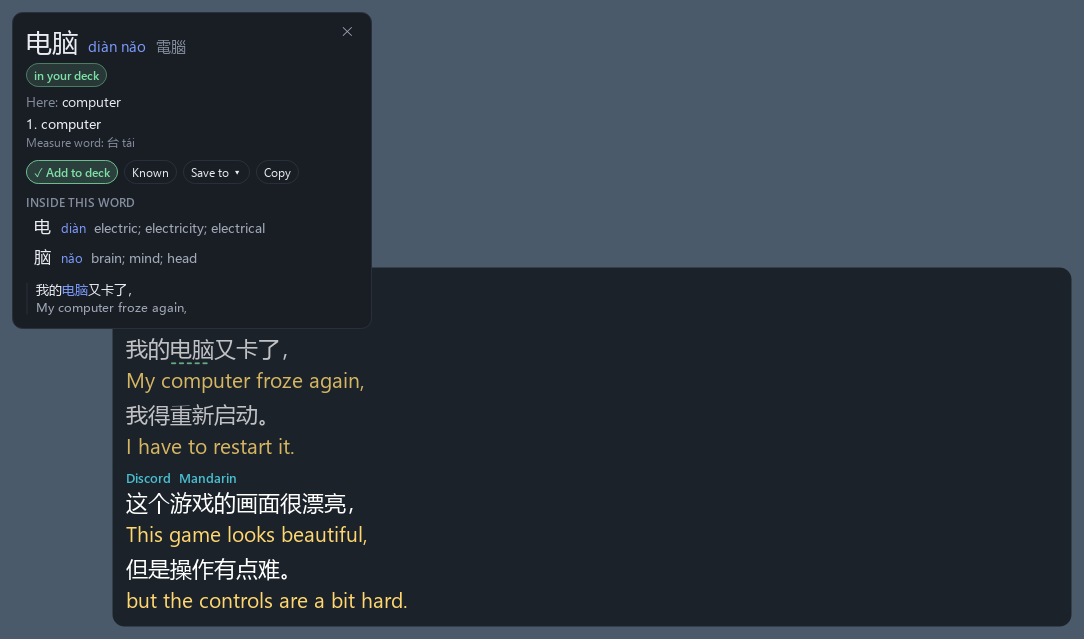 电脑 diàn nǎo 電腦
in your deck
Here: computer
1. computer
Measure word: 台 tái
✓ Add to deck Known Save to ▾ Copy
INSIDE THIS WORD
电 diàn electric; electricity; electrical
脑 nǎo brain; mind; head
我的电脑又卡了，
My computer froze again,
我的电脑又卡了，
My computer froze again,
我得重新启动。
I have to restart it.
Discord Mandarin
这个游戏的画面很漂亮，
This game looks beautiful,
但是操作有点难。
but the controls are a bit hard.